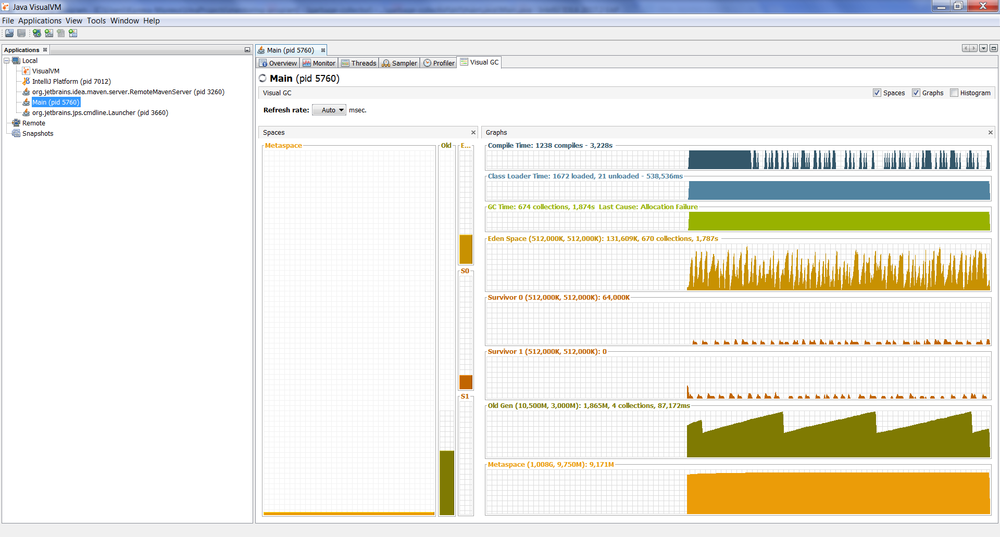 Java VisualVM
File Applications View Tools Window Help
Applications
Local
VisualVM
IntelliJ Platform (pid 7012)
org.jetbrains.idea.maven.server.RemoteMavenServer (pid 3260)
Main (pid 5760)
org.jetbrains.jps.cmdline.Launcher (pid 3660)
Remote
Snapshots
Main (pid 5760)
Overview Monitor Threads Sampler Profiler Visual GC
Main (pid 5760)
Visual GC Spaces Graphs Histogram
Refresh rate: Auto msec.
Spaces
Metaspace Old E...
S0
S1
Graphs
Compile Time: 1238 compiles - 3,228s
Class Loader Time: 1672 loaded, 21 unloaded - 538,536ms
GC Time: 674 collections, 1,874s Last Cause: Allocation Failure
Eden Space (512,000K, 512,000K): 131,609K, 670 collections, 1,787s
Survivor 0 (512,000K, 512,000K): 64,000K
Survivor 1 (512,000K, 512,000K): 0
Old Gen (10,500M, 3,000M): 1,865M, 4 collections, 87,172ms
Metaspace (1,008G, 9,750M): 9,171M